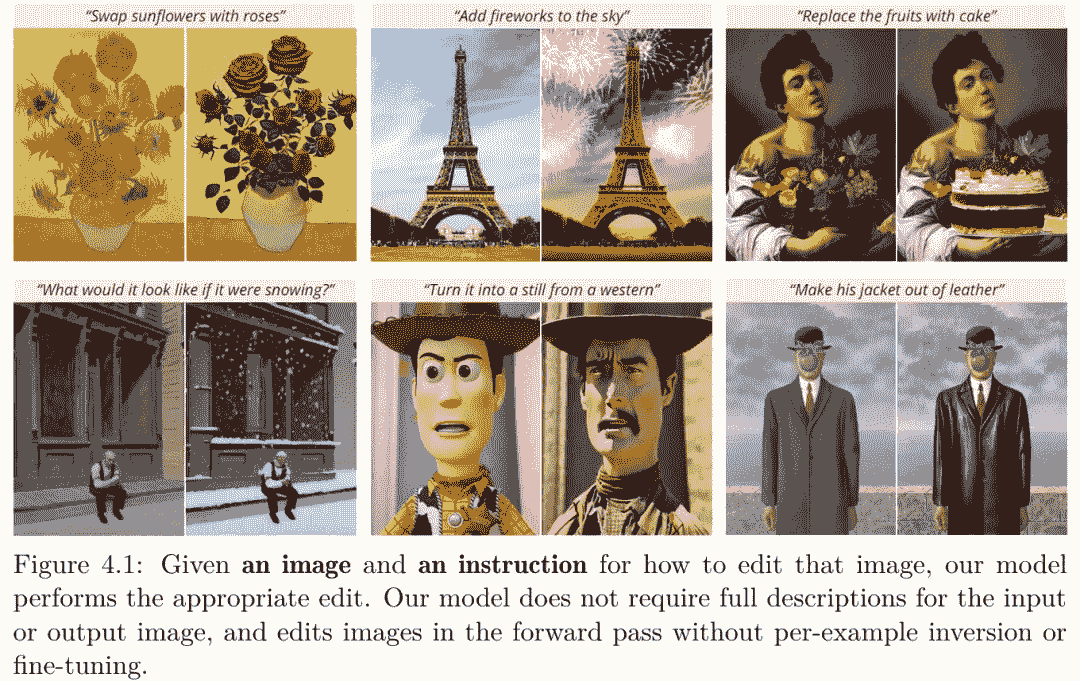 "Swap sunflowers with roses"
"Add fireworks to the sky"
"Replace the fruits with cake"
"What would it look like if it were snowing?"
"Turn it into a still from a western"
"Make his jacket out of leather"
Figure 4.1: Given an image and an instruction for how to edit that image, our model
performs the appropriate edit. Our model does not require full descriptions for the input
or output image, and edits images in the forward pass without per-example inversion or
fine-tuning.